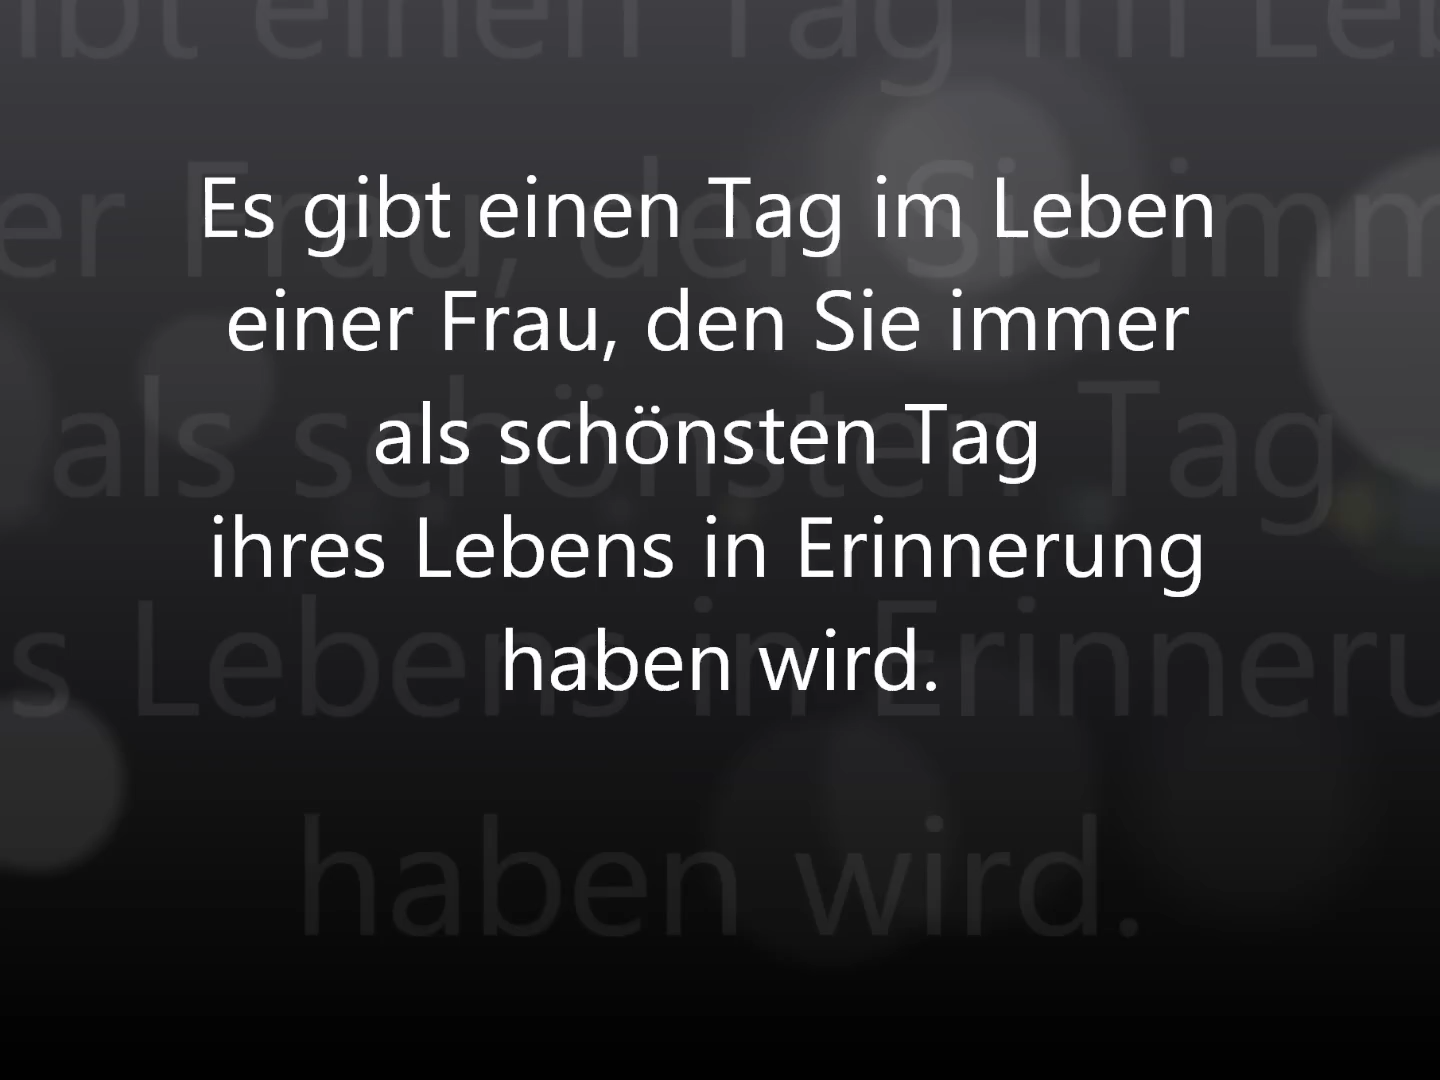 Es gibt einen Tag im Leben
einer Frau, den Sie immer
als schönsten Tag
ihres Lebens in Erinnerung
haben wird.